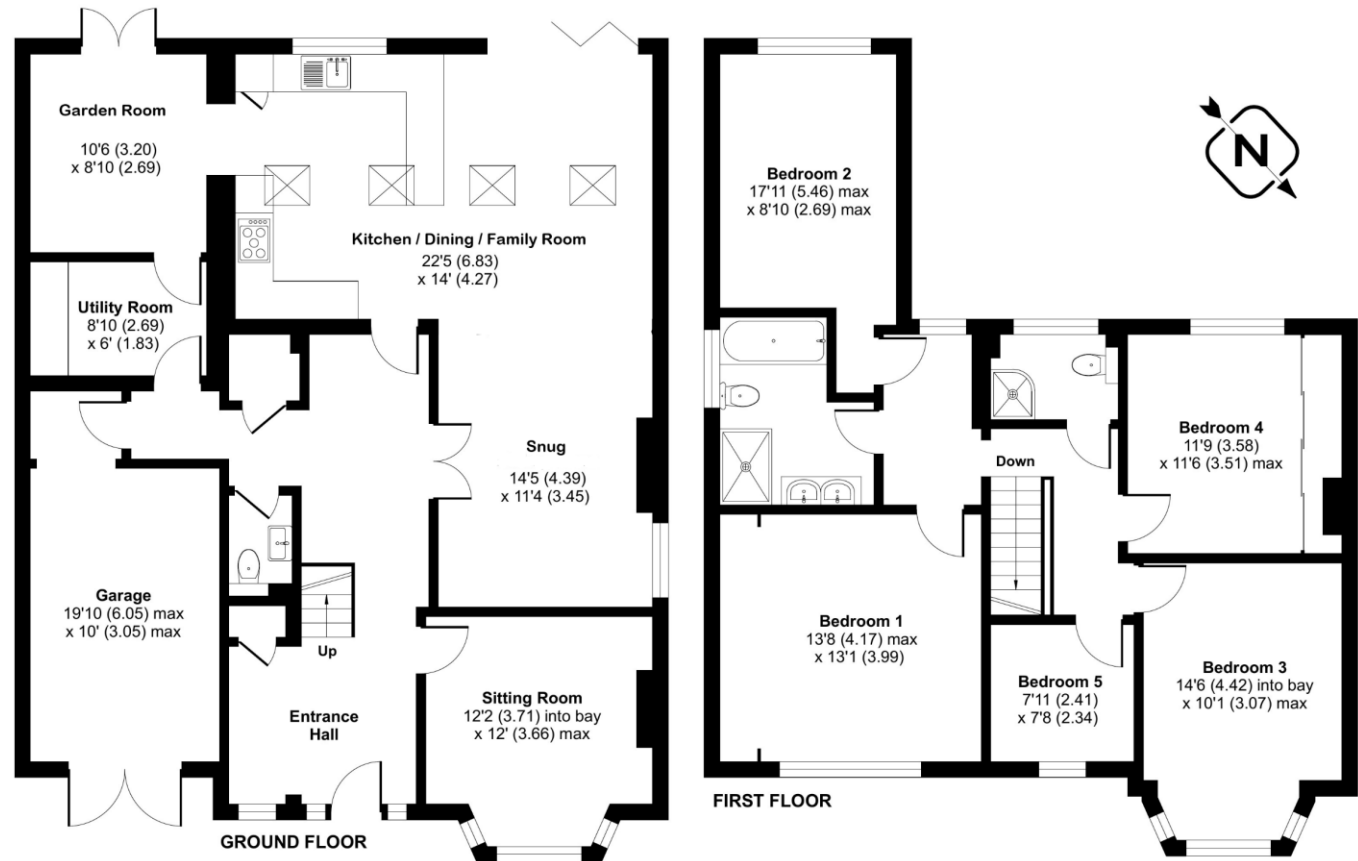 Garden Room
10'6 (3.20)
x 8'10 (2.69)
Kitchen / Dining / Family Room
22'5 (6.83)
x 14' (4.27)
Utility Room
8'10 (2.69)
x 6' (1.83)
Snug
14'5 (4.39)
x 11'4 (3.45)
Garage
19'10 (6.05) max
x 10' (3.05) max
Up
Entrance
Hall
Sitting Room
12'2 (3.71) into bay
x 12' (3.66) max
GROUND FLOOR
N
Bedroom 2
17'11 (5.46) max
x 8'10 (2.69) max
Bedroom 4
11'9 (3.58)
x 11'6 (3.51) max
Down
Bedroom 1
13'8 (4.17) max
x 13'1 (3.99)
Bedroom 5
7'11 (2.41)
x 7'8 (2.34)
Bedroom 3
14'6 (4.42) into bay
x 10'1 (3.07) max
FIRST FLOOR